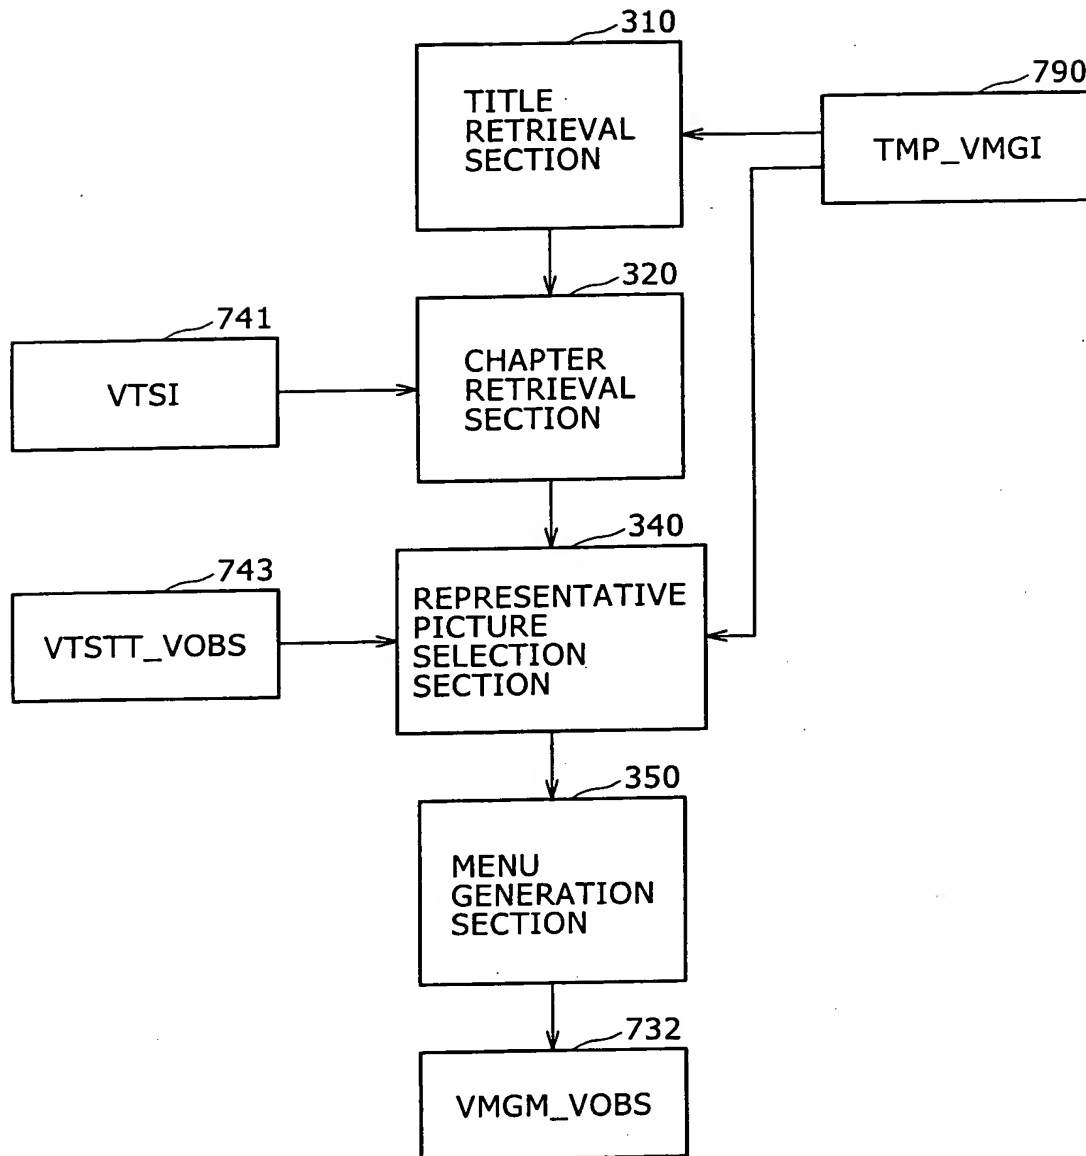 310
TITLE
RETRIEVAL
SECTION
790
TMP_VMGI
320
CHAPTER
RETRIEVAL
SECTION
741
VTSI
340
REPRESENTATIVE
PICTURE
SELECTION
SECTION
743
VTSTT_VOBS
350
MENU
GENERATION
SECTION
732
VMGM_VOBS